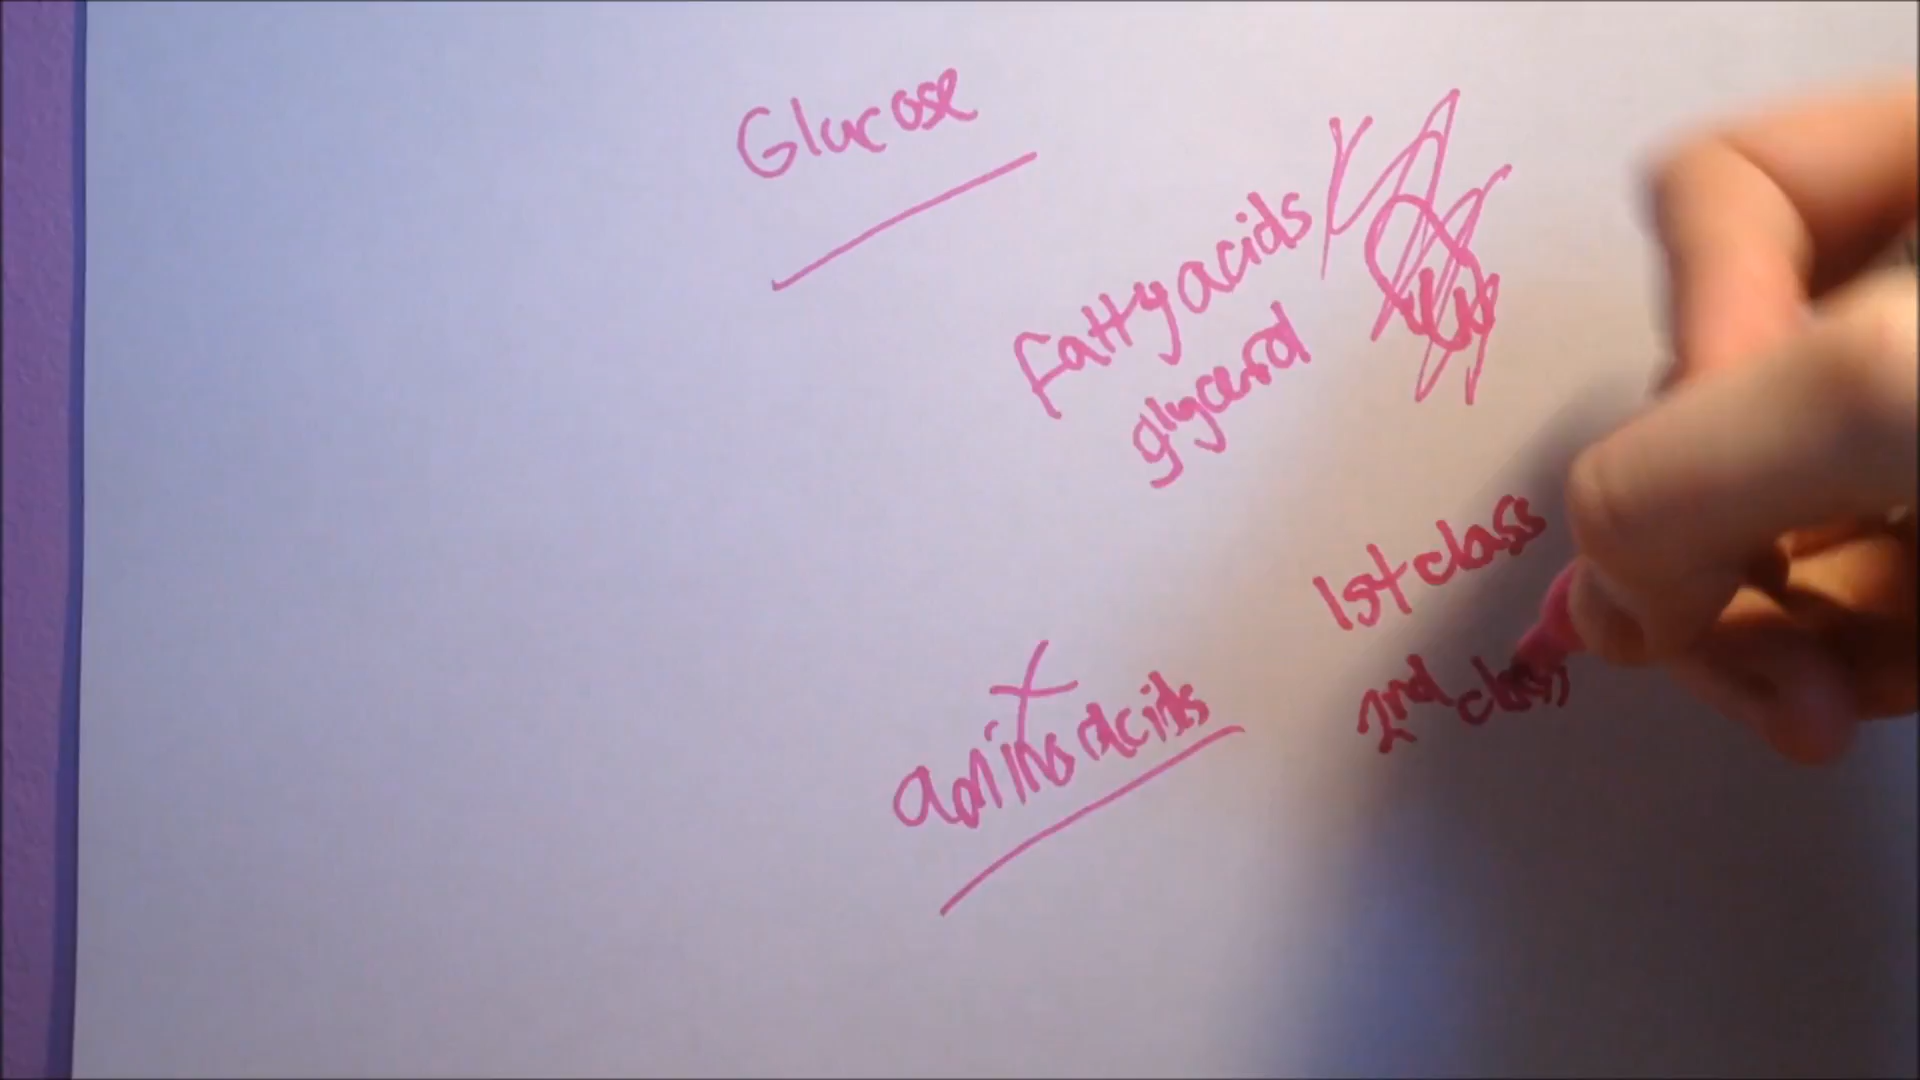 Glucose
Fatty acids
glycerol
1st class
2nd class
amino acids